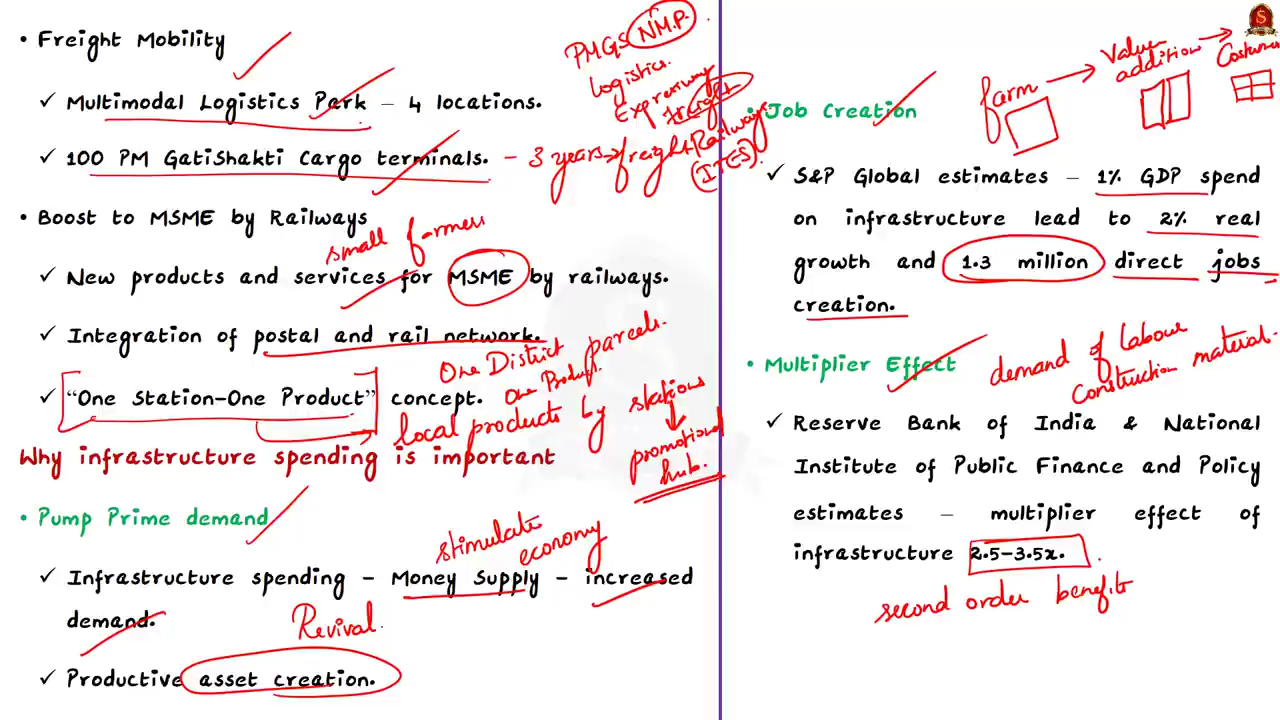 • Freight Mobility
PMGS N.M.P.
logistics.
Expressway
freight
✓ Multimodal Logistics Park – 4 locations.
✓ 100 PM GatiShakti Cargo terminals. – 3 years → freight Railways
(ITES).
• Boost to MSME by Railways
small farmers
✓ New products and services for MSME by railways.
✓ Integration of postal and rail network.
One District parcels.
One Product.
✓ “One Station-One Product” concept.
local products by stations
promotional
hub.
Why infrastructure spending is important
• Pump Prime demand
stimulate
economy
✓ Infrastructure spending – Money Supply – increased
demand.
Revival.
✓ Productive asset creation.
farm → Value addition →
• Job Creation
✓ S&P Global estimates – 1% GDP spend
on infrastructure lead to 2% real
growth and 1.3 million direct jobs
creation.
• Multiplier Effect
demand of labour
Construction material.
✓ Reserve Bank of India & National
Institute of Public Finance and Policy
estimates – multiplier effect of
infrastructure 2.5-3.5x.
second order benefits